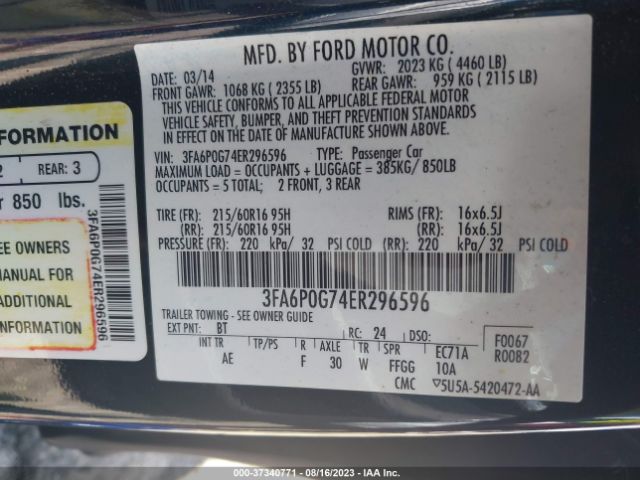 MFD. BY FORD MOTOR CO.
DATE: 03/14 GVWR: 2023 KG ( 4460 LB)
FRONT GAWR: 1068 KG ( 2355 LB) REAR GAWR: 959 KG ( 2115 LB)
THIS VEHICLE CONFORMS TO ALL APPLICABLE FEDERAL MOTOR
VEHICLE SAFETY, BUMPER, AND THEFT PREVENTION STANDARDS
IN EFFECT ON THE DATE OF MANUFACTURE SHOWN ABOVE.
VIN: 3FA6P0G74ER296596 TYPE: Passenger Car
MAXIMUM LOAD = OCCUPANTS + LUGGAGE = 385KG/ 850LB
OCCUPANTS = 5 TOTAL; 2 FRONT, 3 REAR
TIRE (FR): 215/60R16 95H RIMS (FR): 16x6.5J
(RR): 215/60R16 95H (RR): 16x6.5J
PRESSURE (FR): 220 kPa/ 32 PSI COLD (RR): 220 kPa/ 32 PSI COLD
3FA6P0G74ER296596
TRAILER TOWING - SEE OWNER GUIDE
EXT PNT: BT RC: 24 DSO: F0067
R0082
INT TR TP/PS R AXLE TR SPR EC71A
AE F 30 W FFGG 10A
CMC ▽5U5A-5420472-AA
FORMATION
2 REAR: 3
r 850 lbs.
EE OWNERS
MANUAL FOR
ADDITIONAL
INFORMATION
3FA6P0G74ER296596
000-37340771 - 08/16/2023 - IAA Inc.